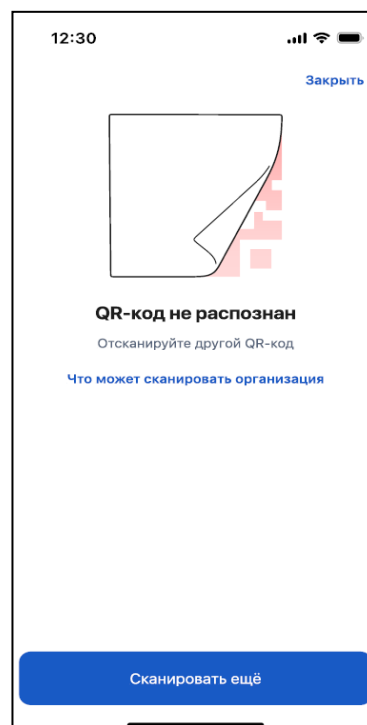 12:30
Закрыть
QR-код не распознан
Отсканируйте другой QR-код
Что может сканировать организация
Сканировать ещё